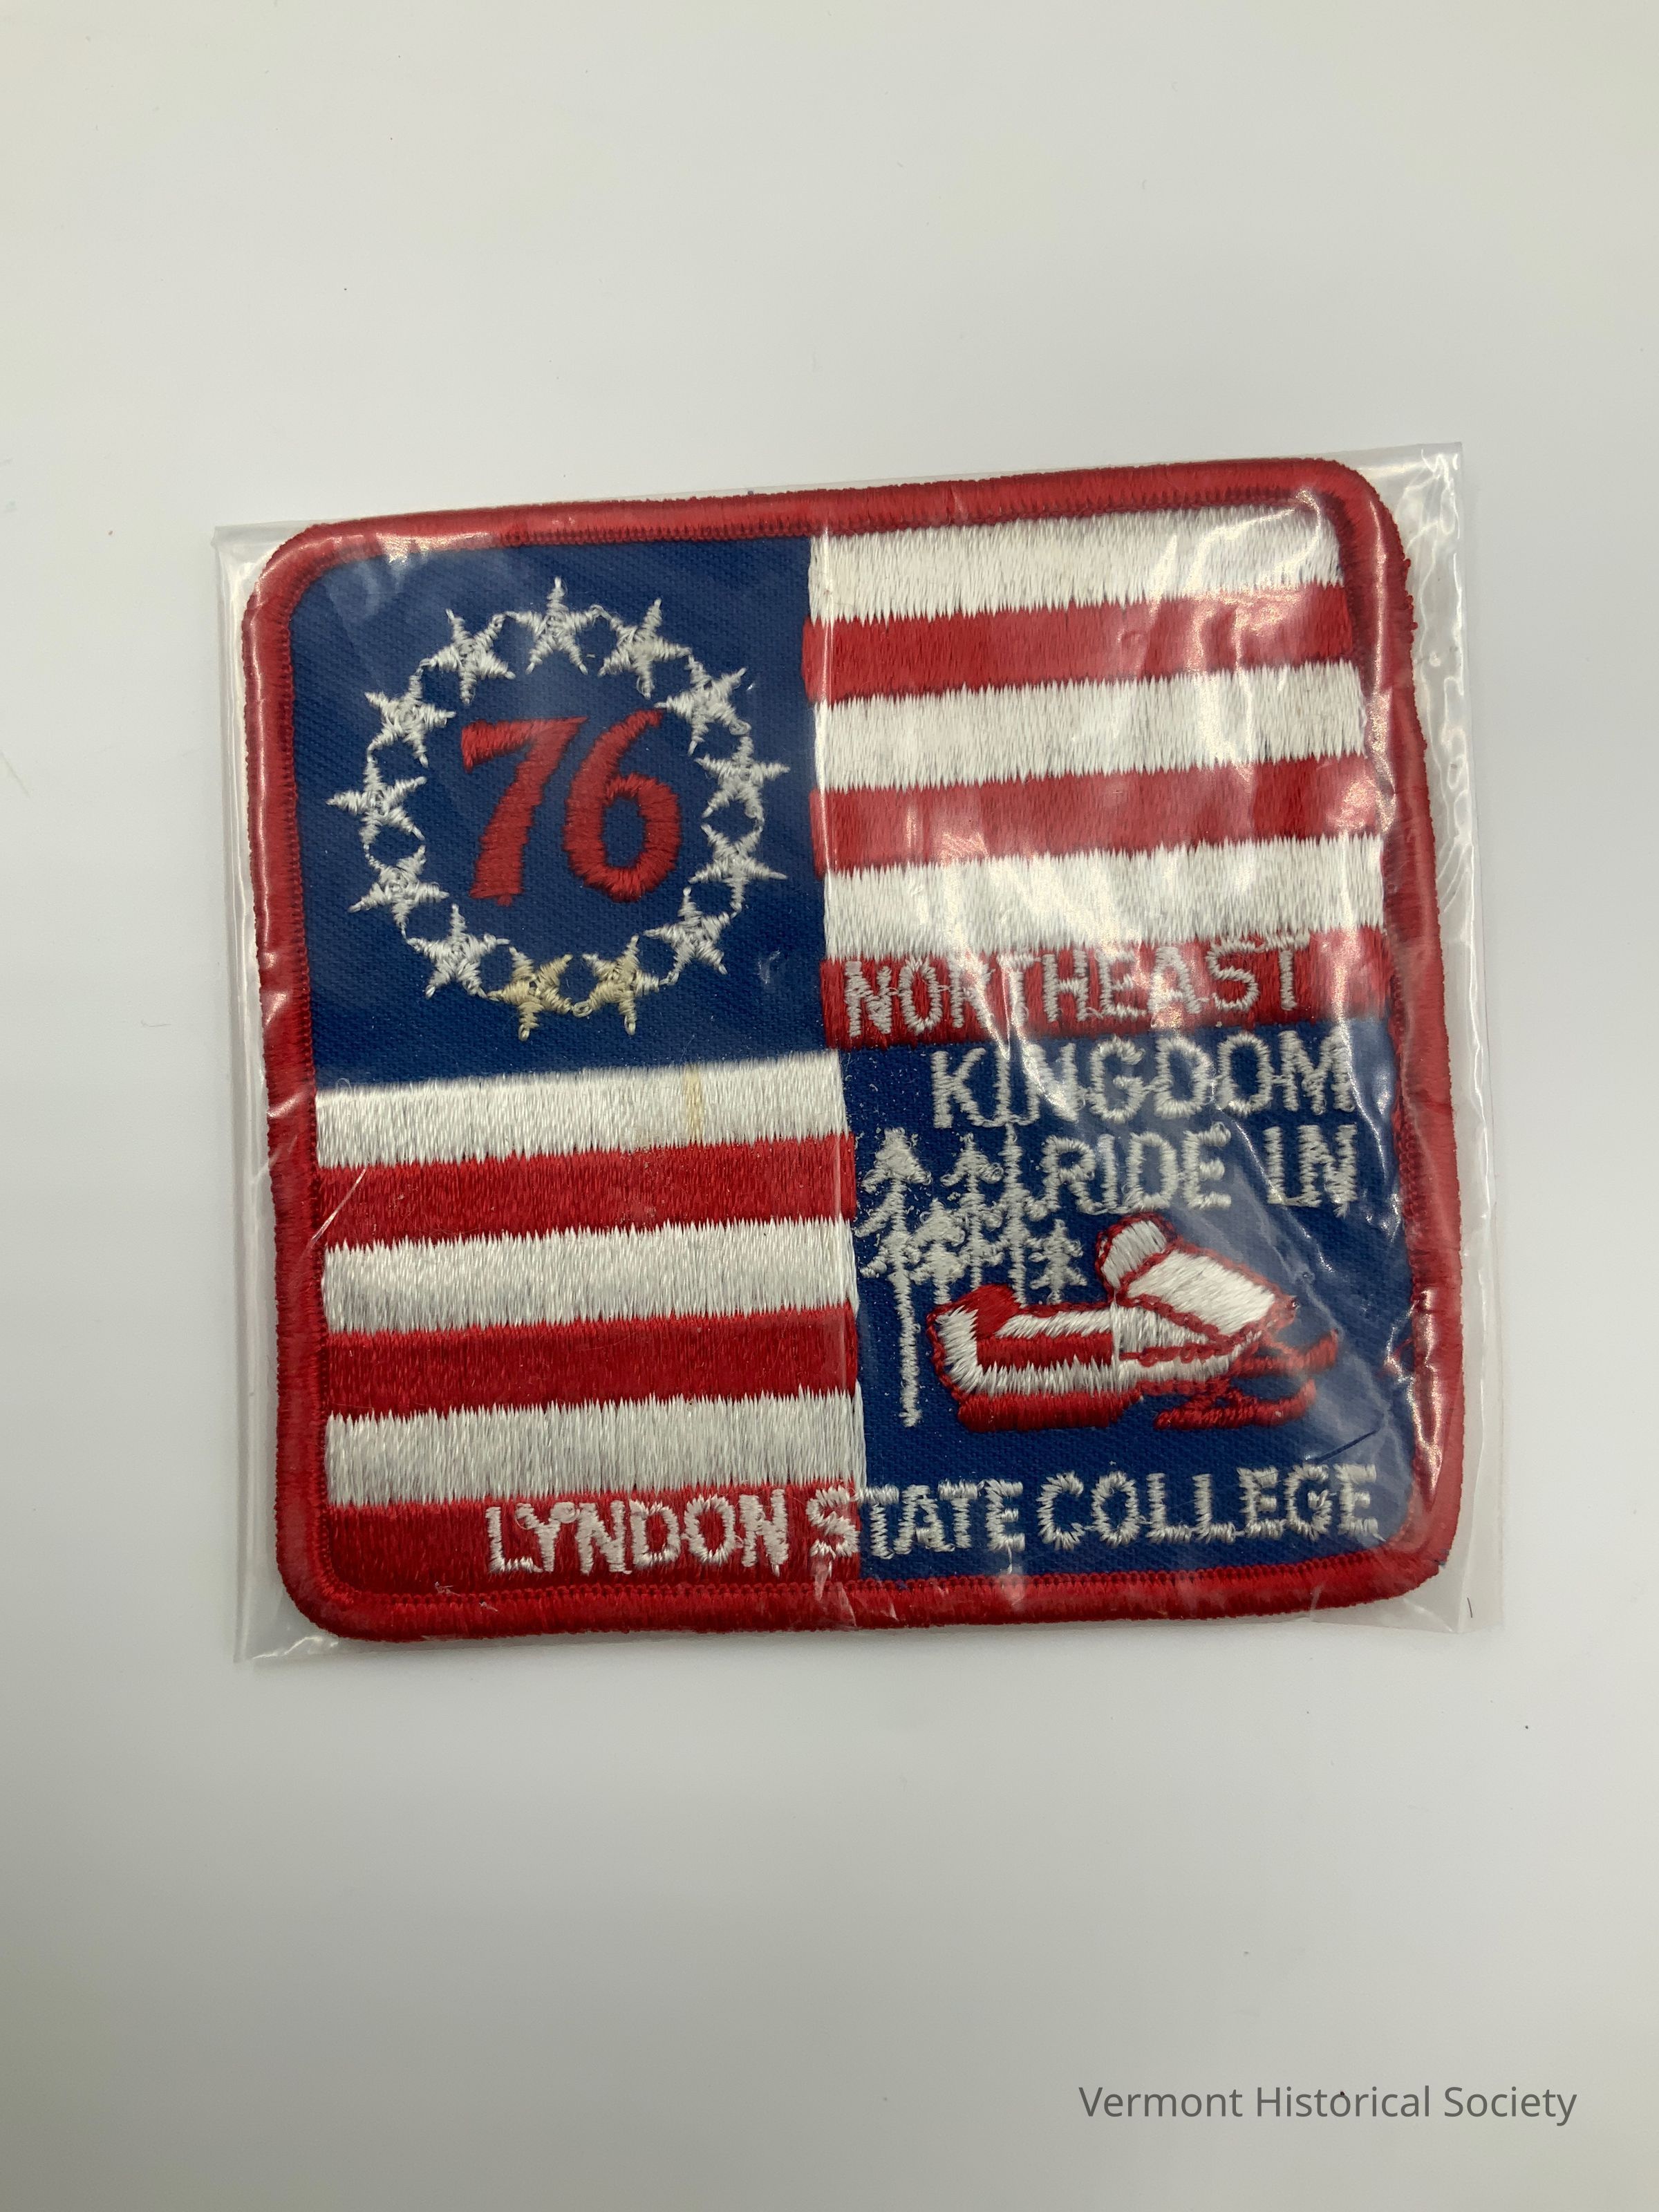 76
NORTHEAST
KINGDOM
RIDE IN
LYNDON STATE COLLEGE
Vermont Historical Society